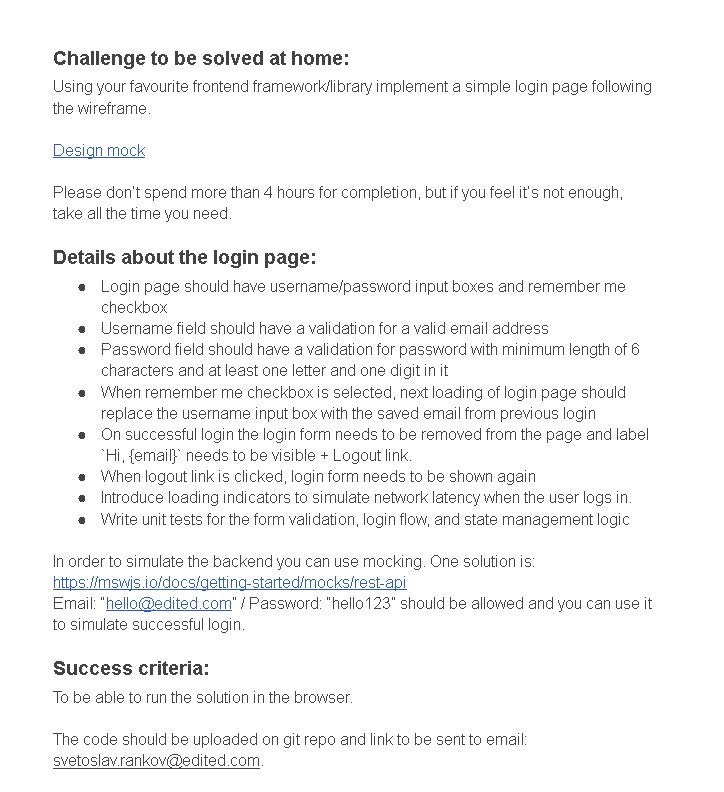 Challenge to be solved at home:
Using your favourite frontend framework/library implement a simple login page following
the wireframe.
Design mock
Please don't spend more than 4 hours for completion, but if you feel it's not enough,
take all the time you need.
Details about the login page:
● Login page should have username/password input boxes and remember me
checkbox
● Username field should have a validation for a valid email address
● Password field should have a validation for password with minimum length of 6
characters and at least one letter and one digit in it
● When remember me checkbox is selected, next loading of login page should
replace the username input box with the saved email from previous login
● On successful login the login form needs to be removed from the page and label
`Hi, {email}` needs to be visible + Logout link.
● When logout link is clicked, login form needs to be shown again
● Introduce loading indicators to simulate network latency when the user logs in.
● Write unit tests for the form validation, login flow, and state management logic
In order to simulate the backend you can use mocking. One solution is:
https://mswjs.io/docs/getting-started/mocks/rest-api
Email: "hello@edited.com" / Password: "hello123" should be allowed and you can use it
to simulate successful login.
Success criteria:
To be able to run the solution in the browser.
The code should be uploaded on git repo and link to be sent to email:
svetoslav.rankov@edited.com.